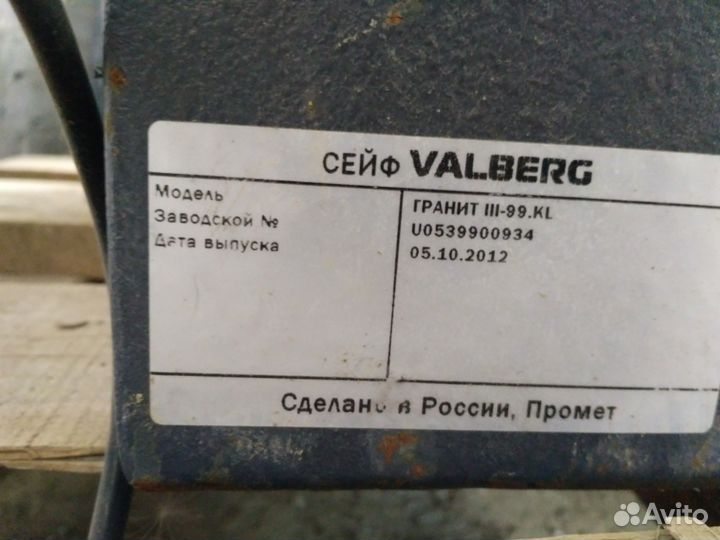 СЕЙФ VALBERG
Модель ГРАНИТ III-99.KL
Заводской № U0539900934
Дата выпуска 05.10.2012
Сделано в России, Промет
Avito